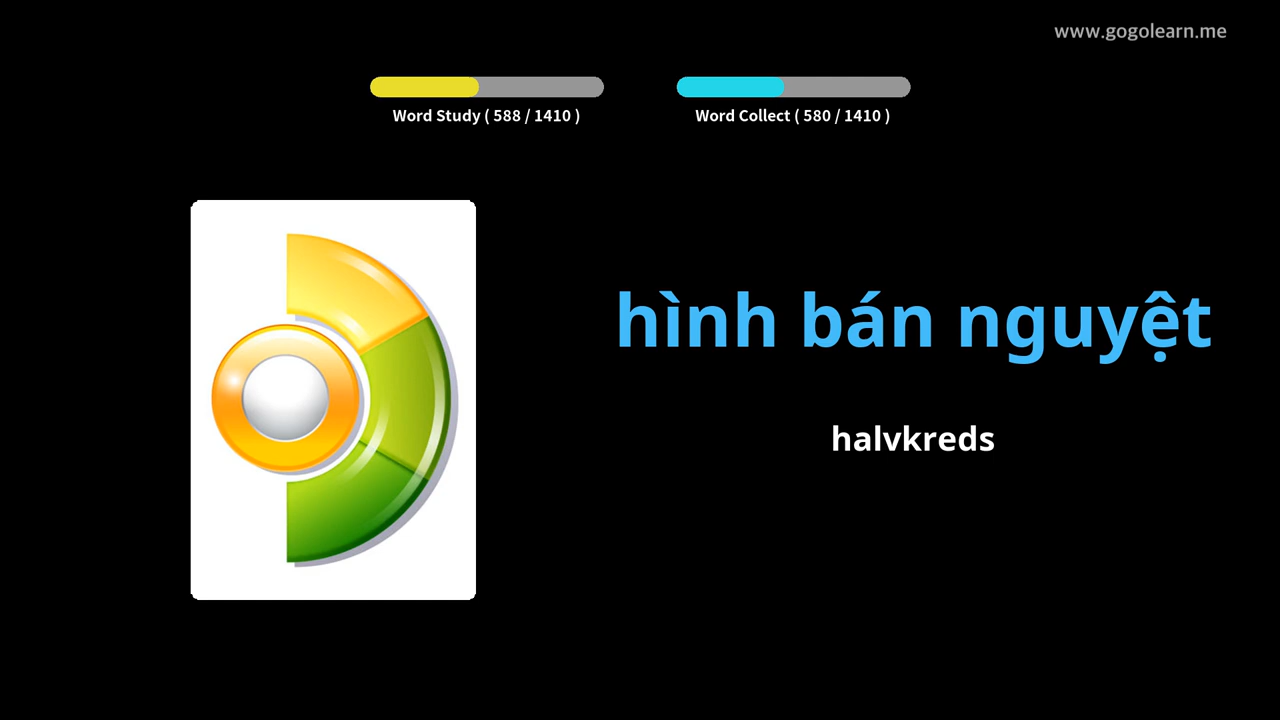 www.gogolearn.me
Word Study ( 588 / 1410 )
Word Collect ( 580 / 1410 )
hình bán nguyệt
halvkreds